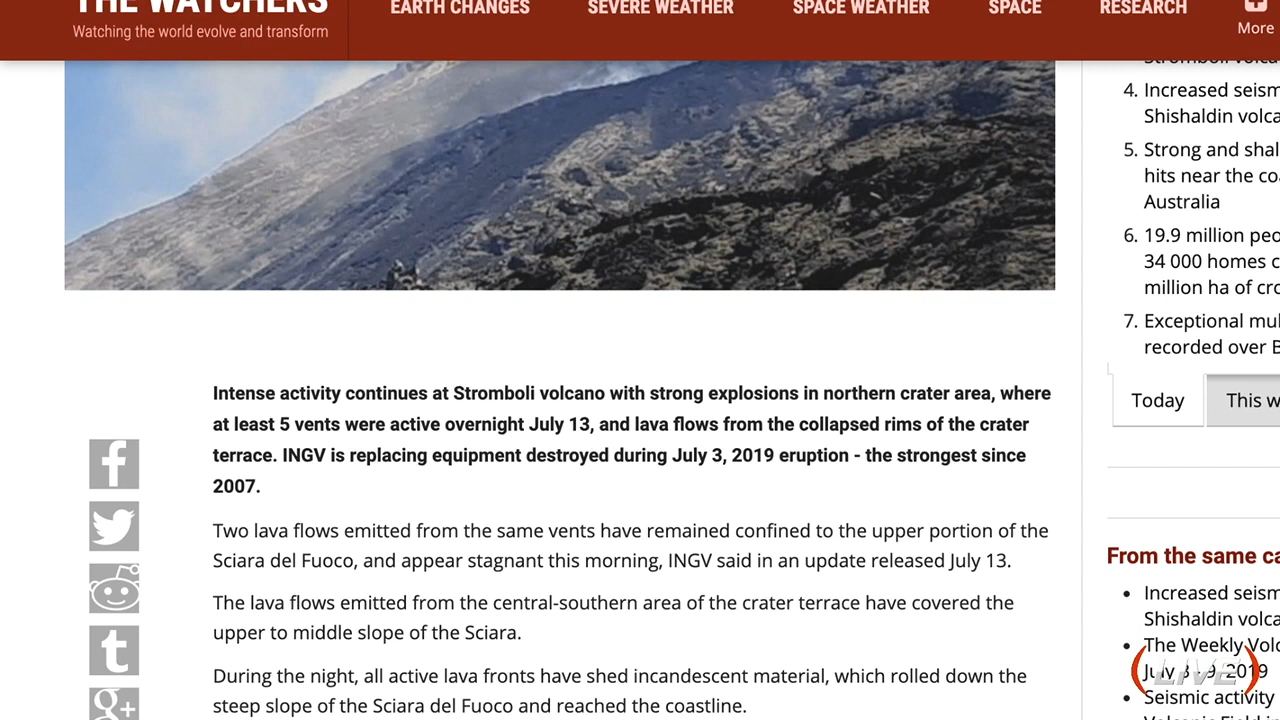 THE WATCHERS
Watching the world evolve and transform
EARTH CHANGES
SEVERE WEATHER
SPACE WEATHER
SPACE
RESEARCH
More
Intense activity continues at Stromboli volcano with strong explosions in northern crater area, where
at least 5 vents were active overnight July 13, and lava flows from the collapsed rims of the crater
terrace. INGV is replacing equipment destroyed during July 3, 2019 eruption - the strongest since
2007.
Two lava flows emitted from the same vents have remained confined to the upper portion of the
Sciara del Fuoco, and appear stagnant this morning, INGV said in an update released July 13.
The lava flows emitted from the central-southern area of the crater terrace have covered the
upper to middle slope of the Sciara.
During the night, all active lava fronts have shed incandescent material, which rolled down the
steep slope of the Sciara del Fuoco and reached the coastline.
4. Increased seism
Shishaldin volca
5. Strong and shal
hits near the coa
Australia
6. 19.9 million peo
34 000 homes c
million ha of cro
7. Exceptional mul
recorded over B
Today
This w
From the same ca
• Increased seism
Shishaldin volca
• The Weekly Volc
July 3 - 9, 2019
• Seismic activity
LIVE